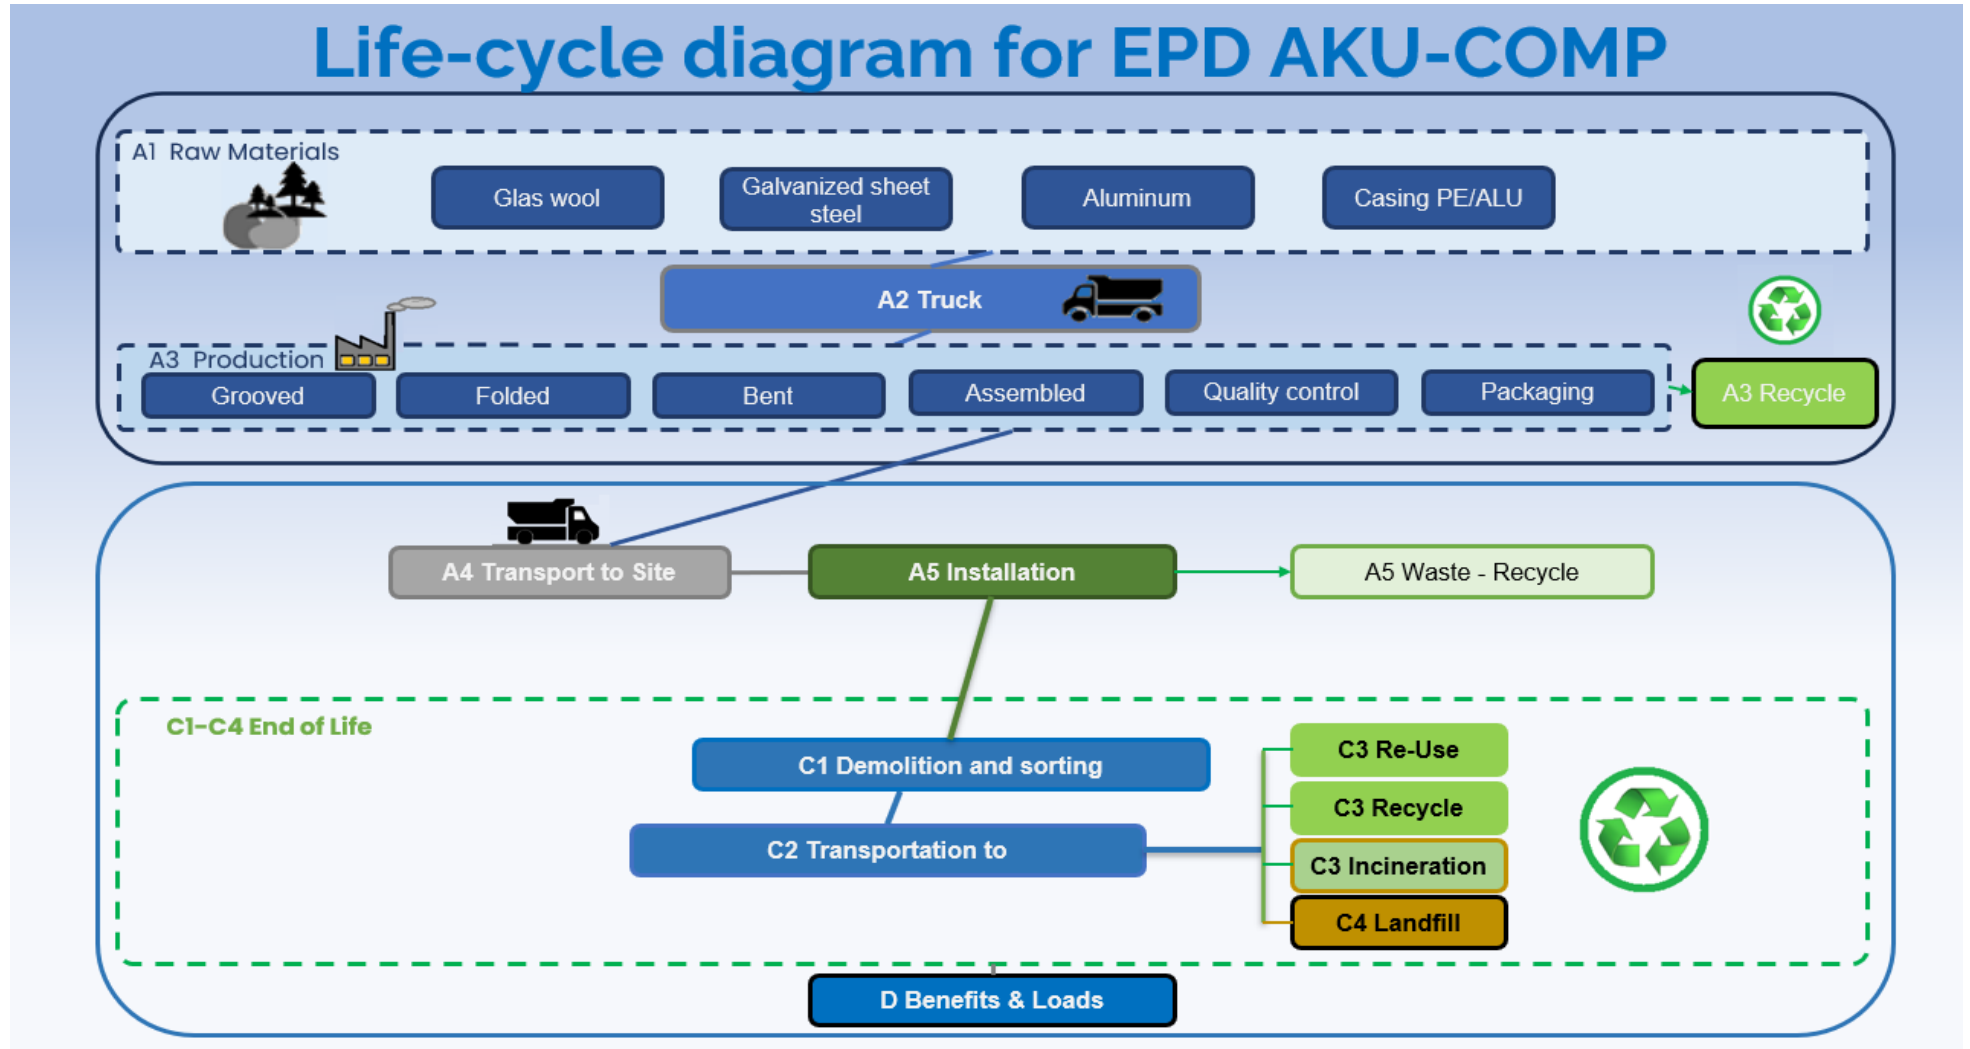 Life-cycle diagram for EPD AKU-COMP
A1 Raw Materials
Glas wool
Galvanized sheet
steel
Aluminum
Casing PE/ALU
A2 Truck
A3 Production
Grooved
Folded
Bent
Assembled
Quality control
Packaging
A3 Recycle
A4 Transport to Site
A5 Installation
A5 Waste - Recycle
C1-C4 End of Life
C1 Demolition and sorting
C2 Transportation to
C3 Re-Use
C3 Recycle
C3 Incineration
C4 Landfill
D Benefits & Loads